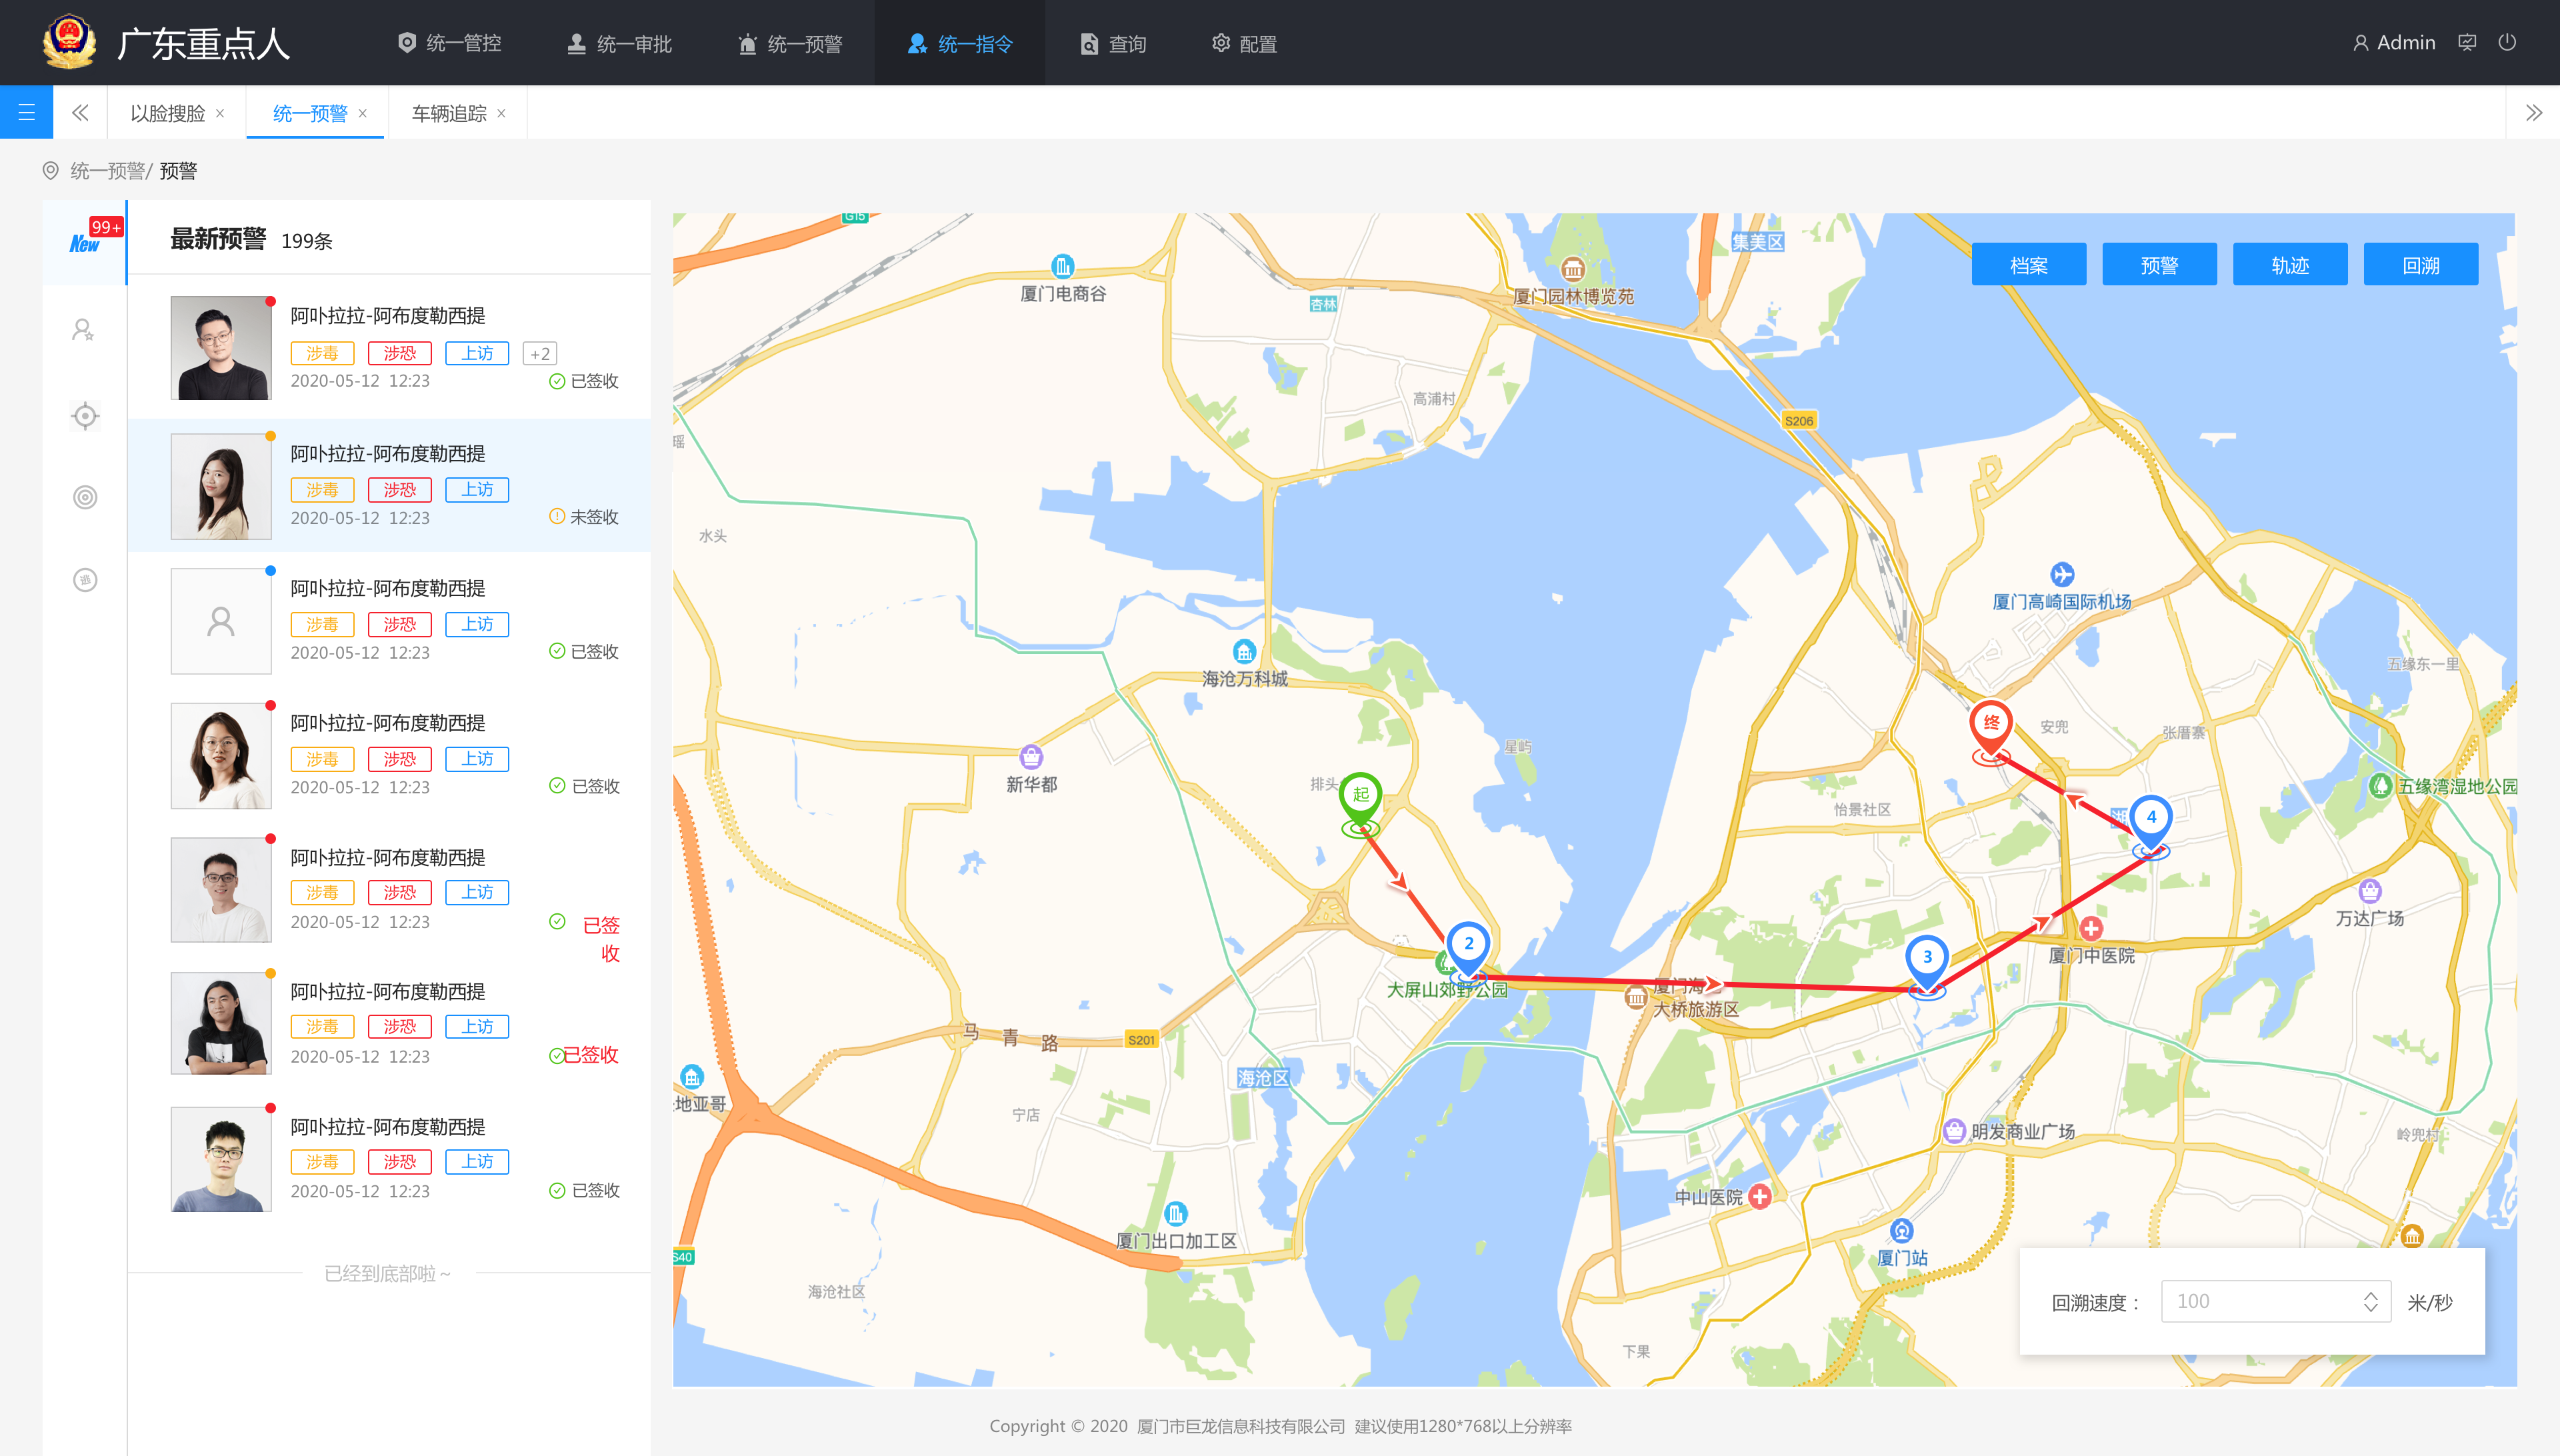 广东重点人
统一管控
统一审批
统一预警
统一指令
查询
配置
Admin
以脸搜脸 ×
统一预警 ×
车辆追踪 ×
统一预警/ 预警
New
99+
逃
最新预警 199条
阿卟拉拉-阿布度勒西提
涉毒 涉恐 上访 +2
2020-05-12 12:23 已签收
阿卟拉拉-阿布度勒西提
涉毒 涉恐 上访
2020-05-12 12:23 未签收
阿卟拉拉-阿布度勒西提
涉毒 涉恐 上访
2020-05-12 12:23 已签收
阿卟拉拉-阿布度勒西提
涉毒 涉恐 上访
2020-05-12 12:23 已签收
阿卟拉拉-阿布度勒西提
涉毒 涉恐 上访
2020-05-12 12:23 已签
收
阿卟拉拉-阿布度勒西提
涉毒 涉恐 上访
2020-05-12 12:23 已签收
阿卟拉拉-阿布度勒西提
涉毒 涉恐 上访
2020-05-12 12:23 已签收
已经到底部啦~
档案
预警
轨迹
回溯
G15
集美区
厦门电商谷
厦门园林博览苑
杏林
高浦村
S206
瑶
水头
厦门高崎国际机场
海沧万科城
五缘东一里
终
安兜
张厝寨
星屿
新华都
排头
起
五缘湾湿地公园
怡景社区
4
湖
万达广场
2
3
厦门中医院
大屏山郊野公园
厦门海
大桥旅游区
马青路
S201
海沧区
地亚哥
宁店
明发商业广场
岭兜村
中山医院
厦门出口加工区
S40
厦门站
海沧社区
下果
回溯速度： 100 米/秒
Copyright © 2020 厦门市巨龙信息科技有限公司 建议使用1280*768以上分辨率